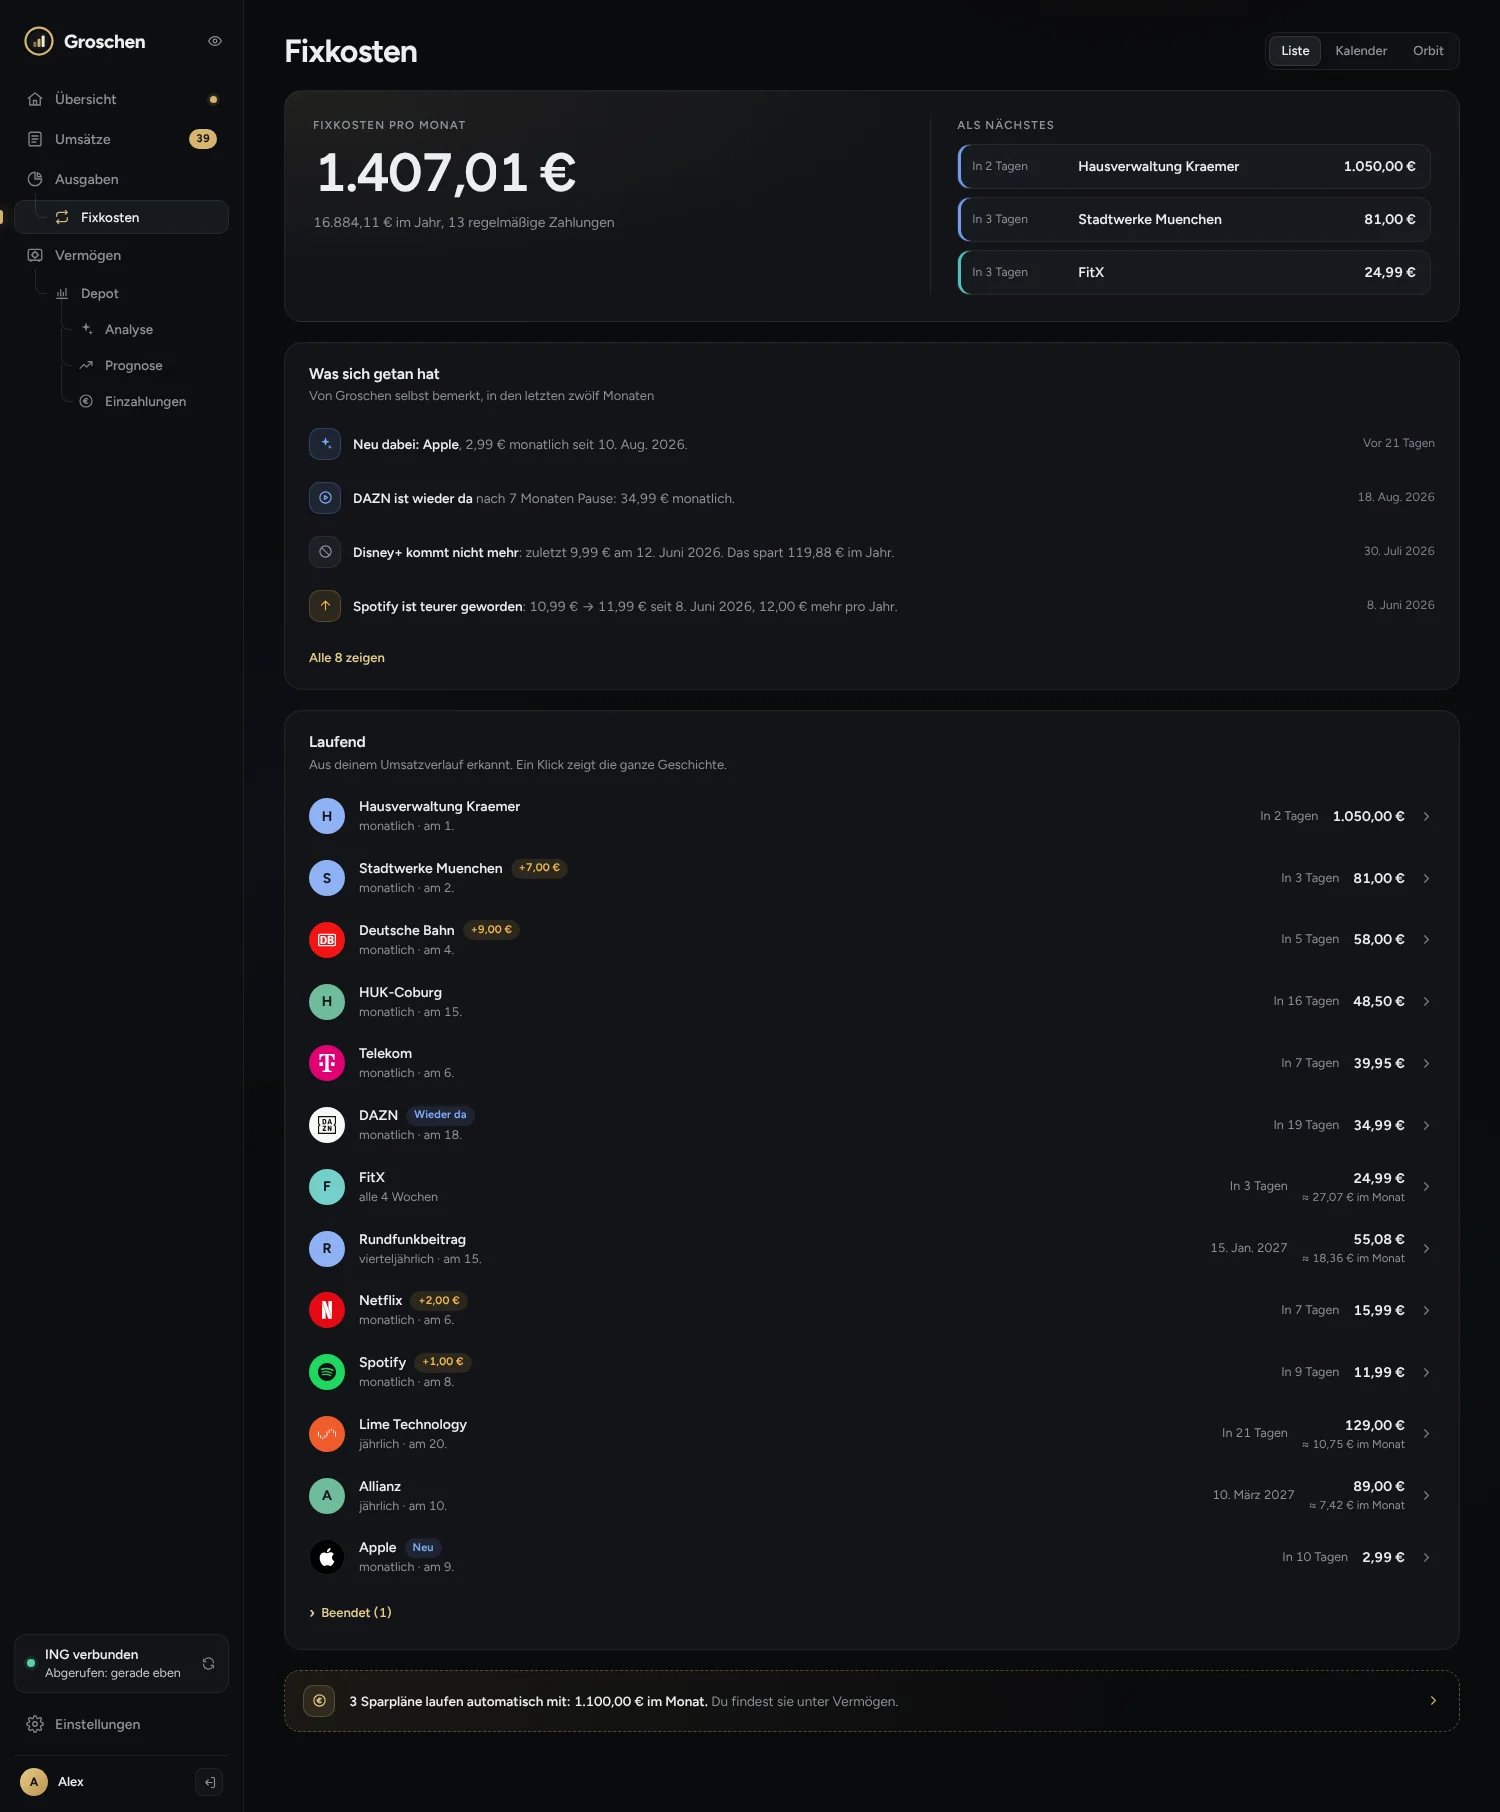 Groschen
Übersicht
Umsätze 39
Ausgaben
Fixkosten
Vermögen
Depot
Analyse
Prognose
Einzahlungen
ING verbunden
Abgerufen: gerade eben
Einstellungen
A Alex
Fixkosten
Liste Kalender Orbit
FIXKOSTEN PRO MONAT
1.407,01 €
16.884,11 € im Jahr, 13 regelmäßige Zahlungen
ALS NÄCHSTES
In 2 Tagen Hausverwaltung Kraemer 1.050,00 €
In 3 Tagen Stadtwerke Muenchen 81,00 €
In 3 Tagen FitX 24,99 €
Was sich getan hat
Von Groschen selbst bemerkt, in den letzten zwölf Monaten
Neu dabei: Apple, 2,99 € monatlich seit 10. Aug. 2026. Vor 21 Tagen
DAZN ist wieder da nach 7 Monaten Pause: 34,99 € monatlich. 18. Aug. 2026
Disney+ kommt nicht mehr: zuletzt 9,99 € am 12. Juni 2026. Das spart 119,88 € im Jahr. 30. Juli 2026
Spotify ist teurer geworden: 10,99 € → 11,99 € seit 8. Juni 2026, 12,00 € mehr pro Jahr. 8. Juni 2026
Alle 8 zeigen
Laufend
Aus deinem Umsatzverlauf erkannt. Ein Klick zeigt die ganze Geschichte.
H Hausverwaltung Kraemer
monatlich · am 1.
In 2 Tagen 1.050,00 €
S Stadtwerke Muenchen +7,00 €
monatlich · am 2.
In 3 Tagen 81,00 €
DB Deutsche Bahn +9,00 €
monatlich · am 4.
In 5 Tagen 58,00 €
H HUK-Coburg
monatlich · am 15.
In 16 Tagen 48,50 €
T Telekom
monatlich · am 6.
In 7 Tagen 39,95 €
DAZN DAZN Wieder da
monatlich · am 18.
In 19 Tagen 34,99 €
F FitX
alle 4 Wochen
In 3 Tagen 24,99 €
≈ 27,07 € im Monat
R Rundfunkbeitrag
vierteljährlich · am 15.
15. Jan. 2027 55,08 €
≈ 18,36 € im Monat
N Netflix +2,00 €
monatlich · am 6.
In 7 Tagen 15,99 €
Spotify +1,00 €
monatlich · am 8.
In 9 Tagen 11,99 €
Lime Technology
jährlich · am 20.
In 21 Tagen 129,00 €
≈ 10,75 € im Monat
A Allianz
jährlich · am 10.
10. März 2027 89,00 €
≈ 7,42 € im Monat
Apple Neu
monatlich · am 9.
In 10 Tagen 2,99 €
Beendet (1)
3 Sparpläne laufen automatisch mit: 1.100,00 € im Monat. Du findest sie unter Vermögen.